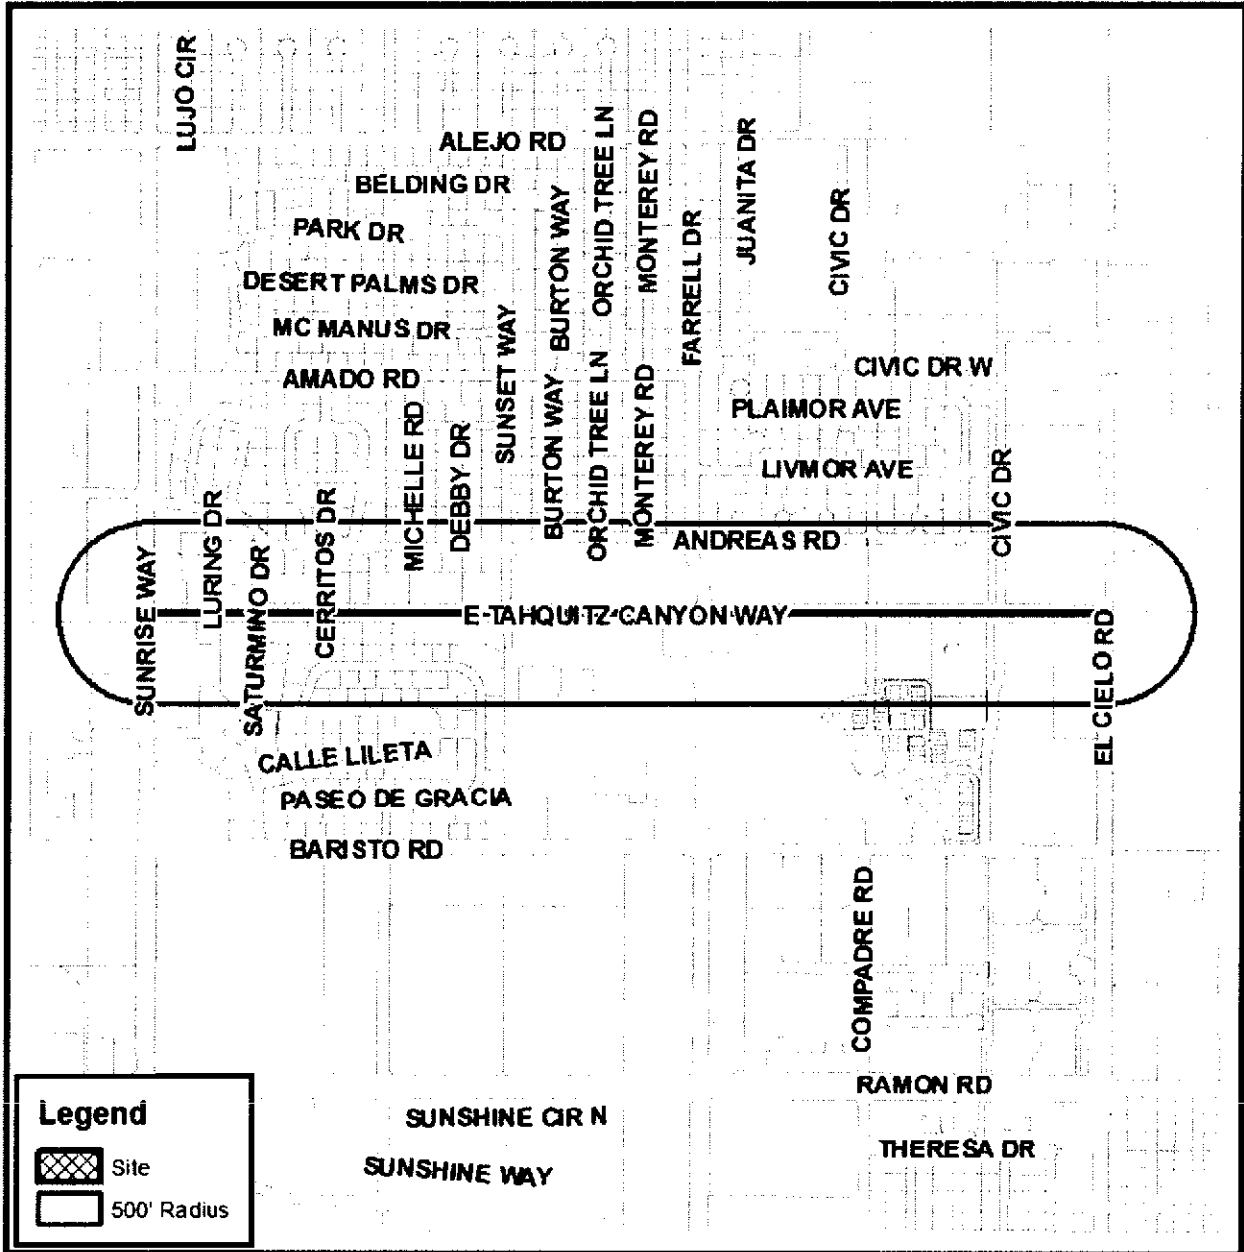 LUJO CIR
ALEJO RD
BELDING DR
PARK DR
DESERT PALMS DR
MC MANUS DR
AMADO RD
SUNSET WAY
BURTON WAY
ORCHID TREE LN
MONTEREY RD
FARRELL DR
JUANITA DR
CIVIC DR
CIVIC DR W
PLAIMOR AVE
LIVMOR AVE
MICHELLE RD
DEBBY DR
BURTON WAY
ORCHID TREE LN
MONTEREY RD
CIVIC DR
ANDREAS RD
SUNRISE WAY
LURING DR
SATURMINO DR
CERRITOS DR
E-TAHQUITZ-CANYON-WAY
EL CIELO RD
CALLE LILETA
PASEO DE GRACIA
BARISTO RD
COMPADRE RD
RAMON RD
THERESA DR
SUNSHINE CIR N
SUNSHINE WAY
Legend
Site
500' Radius